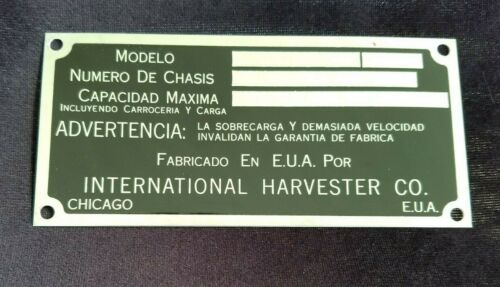 MODELO
NUMERO DE CHASIS
CAPACIDAD MAXIMA
INCLUYENDO CARROCERIA Y CARGA
ADVERTENCIA: LA SOBRECARGA Y DEMASIADA VELOCIDAD
INVALIDAN LA GARANTIA DE FABRICA
FABRICADO EN E.U.A. POR
INTERNATIONAL HARVESTER CO.
CHICAGO E.U.A.